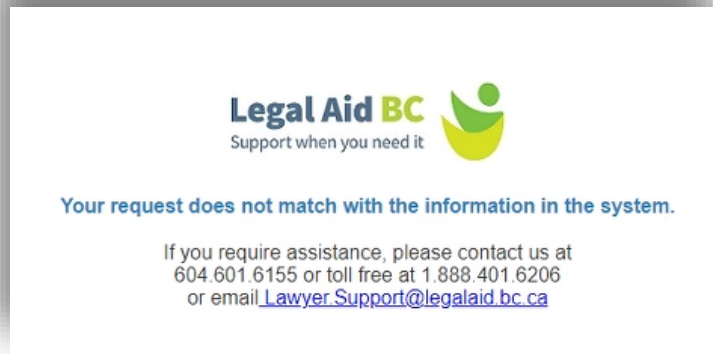 Legal Aid BC
Support when you need it
Your request does not match with the information in the system.
If you require assistance, please contact us at
604.601.6155 or toll free at 1.888.401.6206
or email Lawyer.Support@legalaid.bc.ca